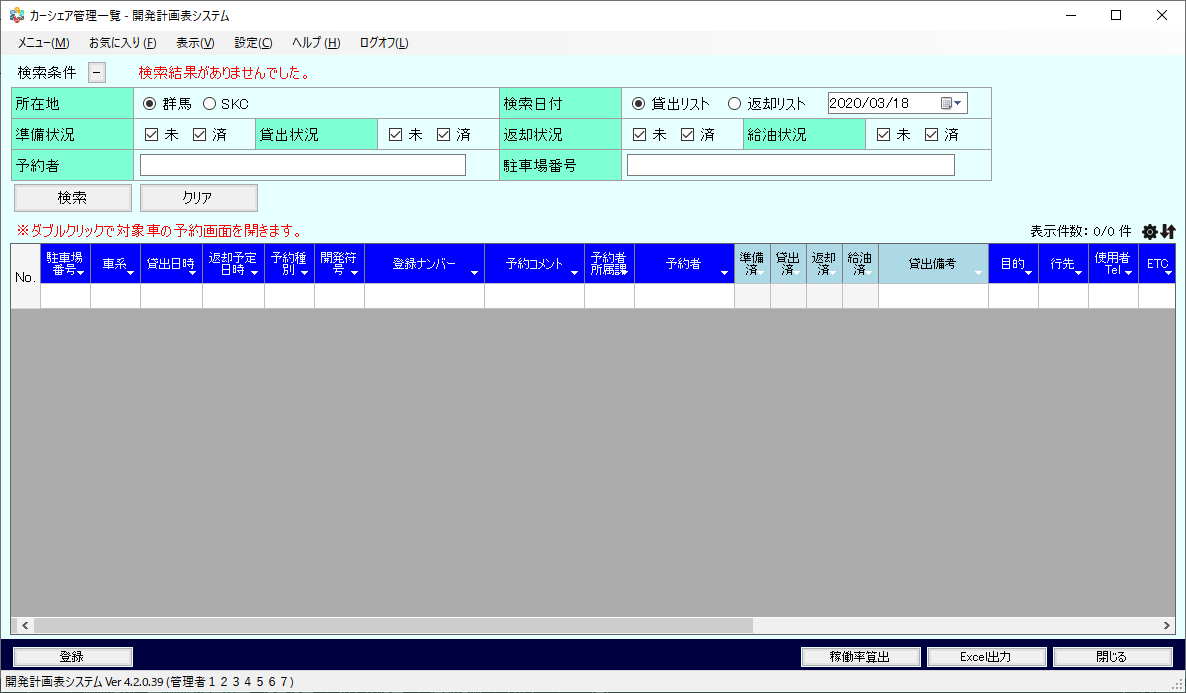 カーシェア管理一覧 - 開発計画表システム
メニュー(M) お気に入り(F) 表示(V) 設定(C) ヘルプ(H) ログオフ(L)
検索条件 － 検索結果がありませんでした。
所在地 群馬 SKC 検索日付 貸出リスト 返却リスト 2020/03/18
準備状況 未 済 貸出状況 未 済 返却状況 未 済 給油状況 未 済
予約者 駐車場番号
検索 クリア
※ダブルクリックで対象車の予約画面を開きます。 表示件数: 0/0 件
No. 駐車場番号 車系 貸出日時 返却予定日時 予約種別 開発符号 登録ナンバー 予約コメント 予約者所属課 予約者 準備済 貸出済 返却済 給油済 貸出備考 目的 行先 使用者Tel ETC
登録 稼働率算出 Excel出力 閉じる
開発計画表システム Ver 4.2.0.39 (管理者１２３４５６７)